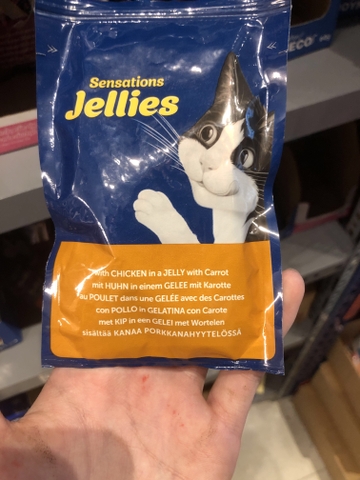 Sensations
Jellies
with CHICKEN in a JELLY with Carrot
mit HUHN in einem GELEE mit Karotte
au POULET dans une GELÉE avec des Carottes
con POLLO in GELATINA con Carote
met KIP in een GELEI met Wortelen
sisältää KANAA PORKKANAHYYTELÖSSÄ
ECO